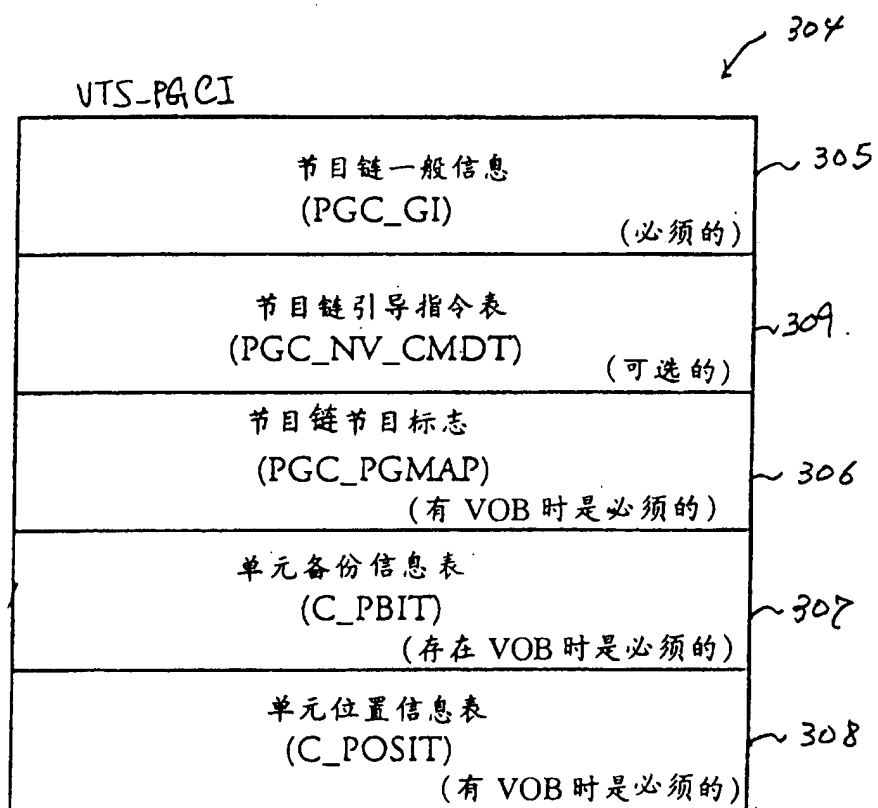 304
VTS_PGCI
节目链一般信息
(PGC_GI)
(必须的)
305
节目链引导指令表
(PGC_NV_CMDT)
(可选的)
309.
节目链节目标志
(PGC_PGMAP)
(有 VOB 时是必须的)
306
单元备份信息表
(C_PBIT)
(存在 VOB 时是必须的)
307
单元位置信息表
(C_POSIT)
(有 VOB 时是必须的)
308